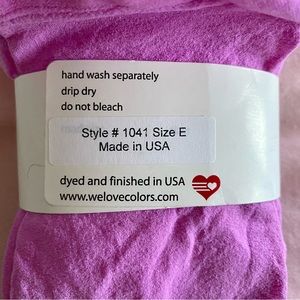 hand wash separately
drip dry
do not bleach
Style # 1041 Size E
Made in USA
dyed and finished in USA
www.welovecolors.com